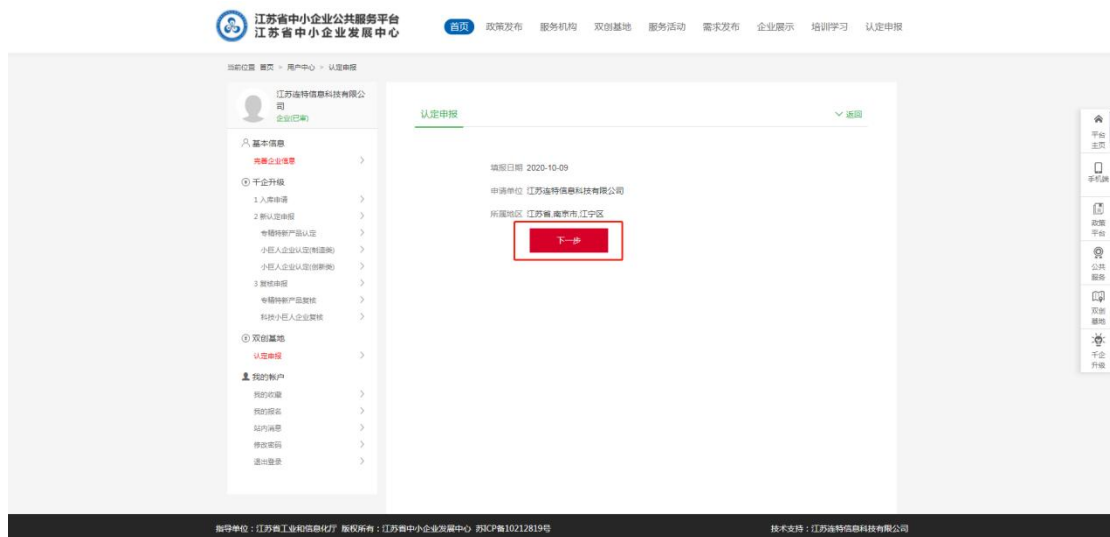 江苏省中小企业公共服务平台
江苏省中小企业发展中心
首页 政策发布 服务机构 双创基地 服务活动 需求发布 企业展示 培训学习 认定申报
当前位置 首页 > 用户中心 > 认定申报
江苏连特信息科技有限公
司
企业(已审)
基本信息
完善企业信息
千企升级
1 入库申请
2 新认定申报
专精特新产品认定
小巨人企业认定(制造类)
小巨人企业认定(创新类)
3 复核申报
专精特新产品复核
科技小巨人企业复核
双创基地
认定申报
我的帐户
我的收藏
我的报名
站内消息
修改密码
退出登录
认定申报
返回
填报日期 2020-10-09
申请单位 江苏连特信息科技有限公司
所属地区 江苏省,南京市,江宁区
下一步
平台
主页
手机端
政策
平台
公共
服务
双创
基地
千企
升级
指导单位：江苏省工业和信息化厅 版权所有：江苏省中小企业发展中心 苏ICP备10212819号
技术支持：江苏连特信息科技有限公司